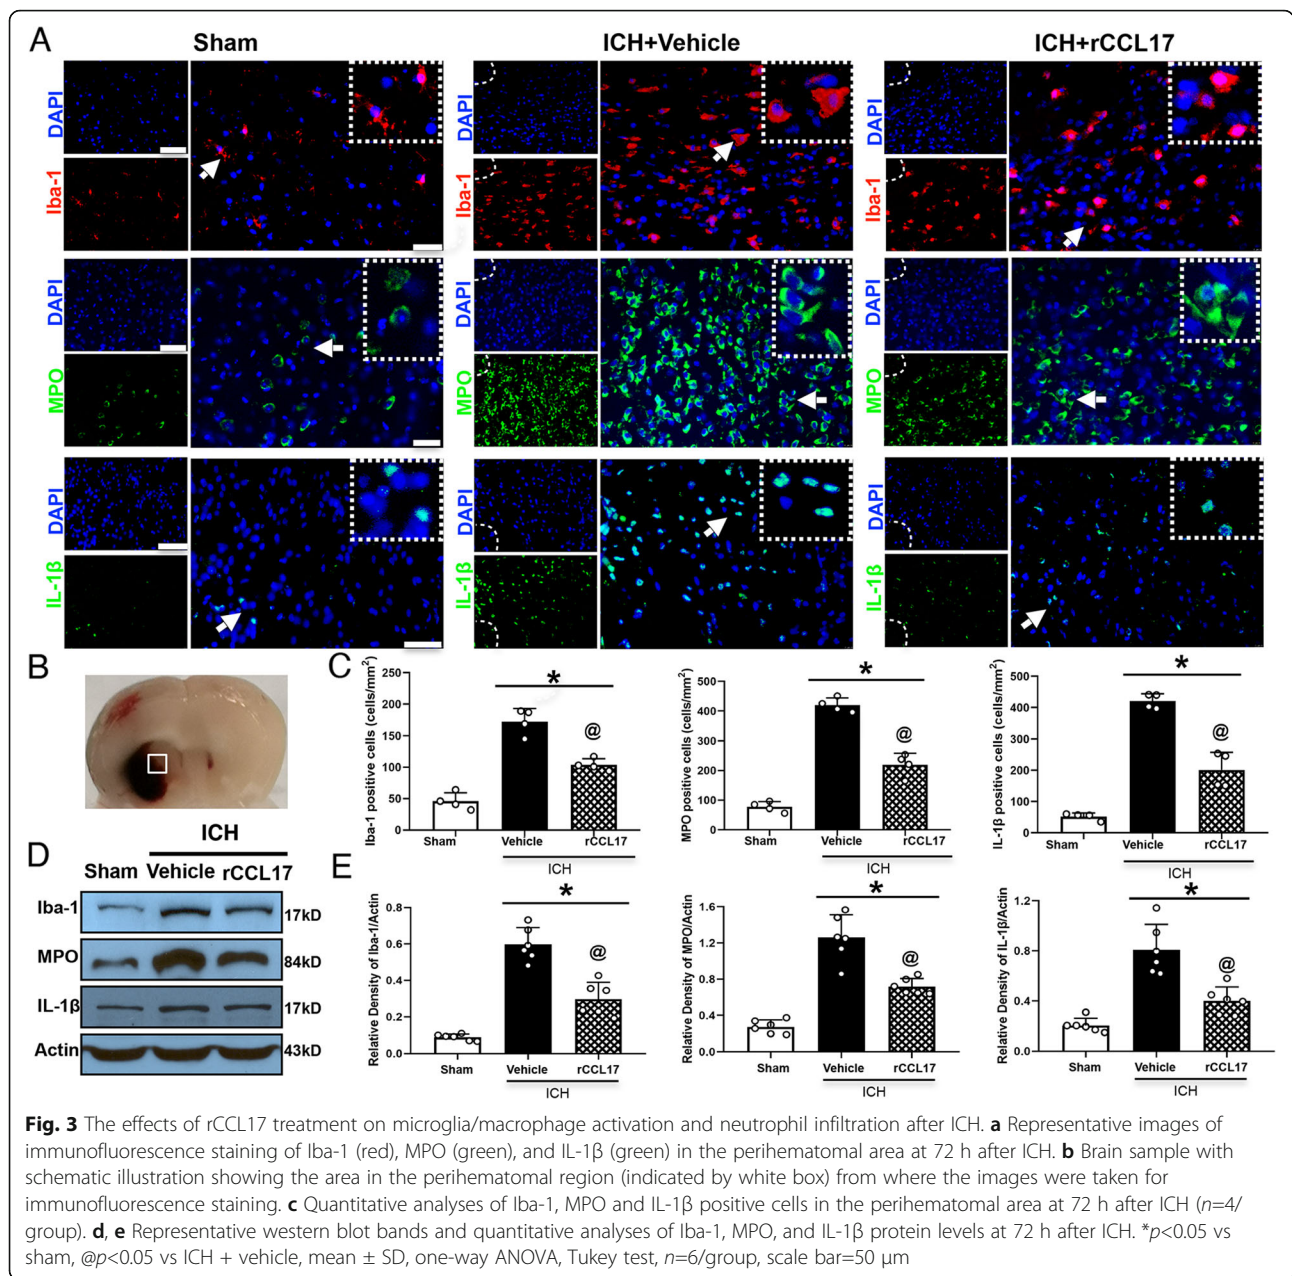 A
Sham
ICH+Vehicle
ICH+rCCL17
DAPI
Iba-1
DAPI
Iba-1
DAPI
Iba-1
DAPI
MPO
DAPI
MPO
DAPI
MPO
DAPI
IL-1β
DAPI
IL-1β
DAPI
IL-1β
B
C
Iba-1 positive cells (cells/mm²)
250
200
150
100
50
0
*
@
Sham
Vehicle
rCCL17
ICH
MPO positive cells (cells/mm²)
500
400
300
200
100
0
*
@
Sham
Vehicle
rCCL17
ICH
IL-1β positive cells (cells/mm²)
500
400
300
200
100
0
*
@
Sham
Vehicle
rCCL17
ICH
D
ICH
Sham Vehicle rCCL17
Iba-1 17kD
MPO 84kD
IL-1β 17kD
Actin 43kD
E
Relative Density of Iba-1/Actin
0.8
0.6
0.4
0.2
0.0
*
@
Sham
Vehicle
rCCL17
ICH
Relative Density of MPO/Actin
1.6
1.2
0.8
0.4
0.0
*
@
Sham
Vehicle
rCCL17
ICH
Relative Density of IL-1β/Actin
1.2
0.8
0.4
0.0
*
@
Sham
Vehicle
rCCL17
ICH
Fig. 3 The effects of rCCL17 treatment on microglia/macrophage activation and neutrophil infiltration after ICH. a Representative images of
immunofluorescence staining of Iba-1 (red), MPO (green), and IL-1β (green) in the perihematomal area at 72 h after ICH. b Brain sample with
schematic illustration showing the area in the perihematomal region (indicated by white box) from where the images were taken for
immunofluorescence staining. c Quantitative analyses of Iba-1, MPO and IL-1β positive cells in the perihematomal area at 72 h after ICH (n=4/
group). d, e Representative western blot bands and quantitative analyses of Iba-1, MPO, and IL-1β protein levels at 72 h after ICH. *p<0.05 vs
sham, @p<0.05 vs ICH + vehicle, mean ± SD, one-way ANOVA, Tukey test, n=6/group, scale bar=50 μm